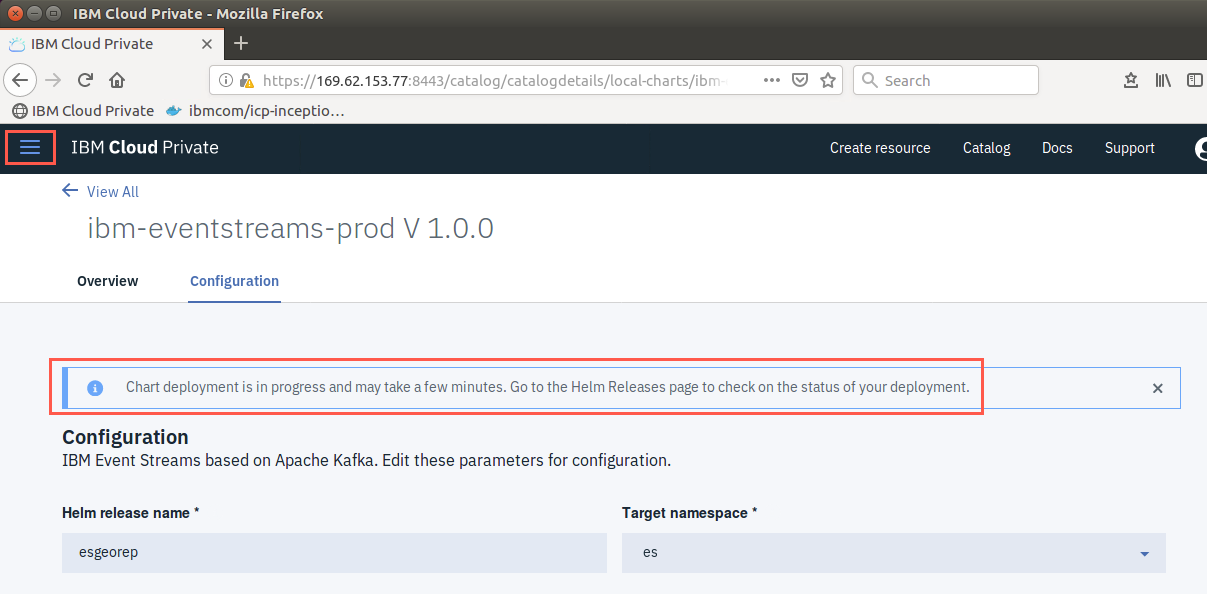 IBM Cloud Private - Mozilla Firefox
IBM Cloud Private
https://169.62.153.77:8443/catalog/catalogdetails/local-charts/ibm-
Search
IBM Cloud Private
ibmcom/icp-inceptio…
IBM Cloud Private
Create resource
Catalog
Docs
Support
View All
ibm-eventstreams-prod V 1.0.0
Overview
Configuration
Chart deployment is in progress and may take a few minutes. Go to the Helm Releases page to check on the status of your deployment.
Configuration
IBM Event Streams based on Apache Kafka. Edit these parameters for configuration.
Helm release name *
Target namespace *
esgeorep
es